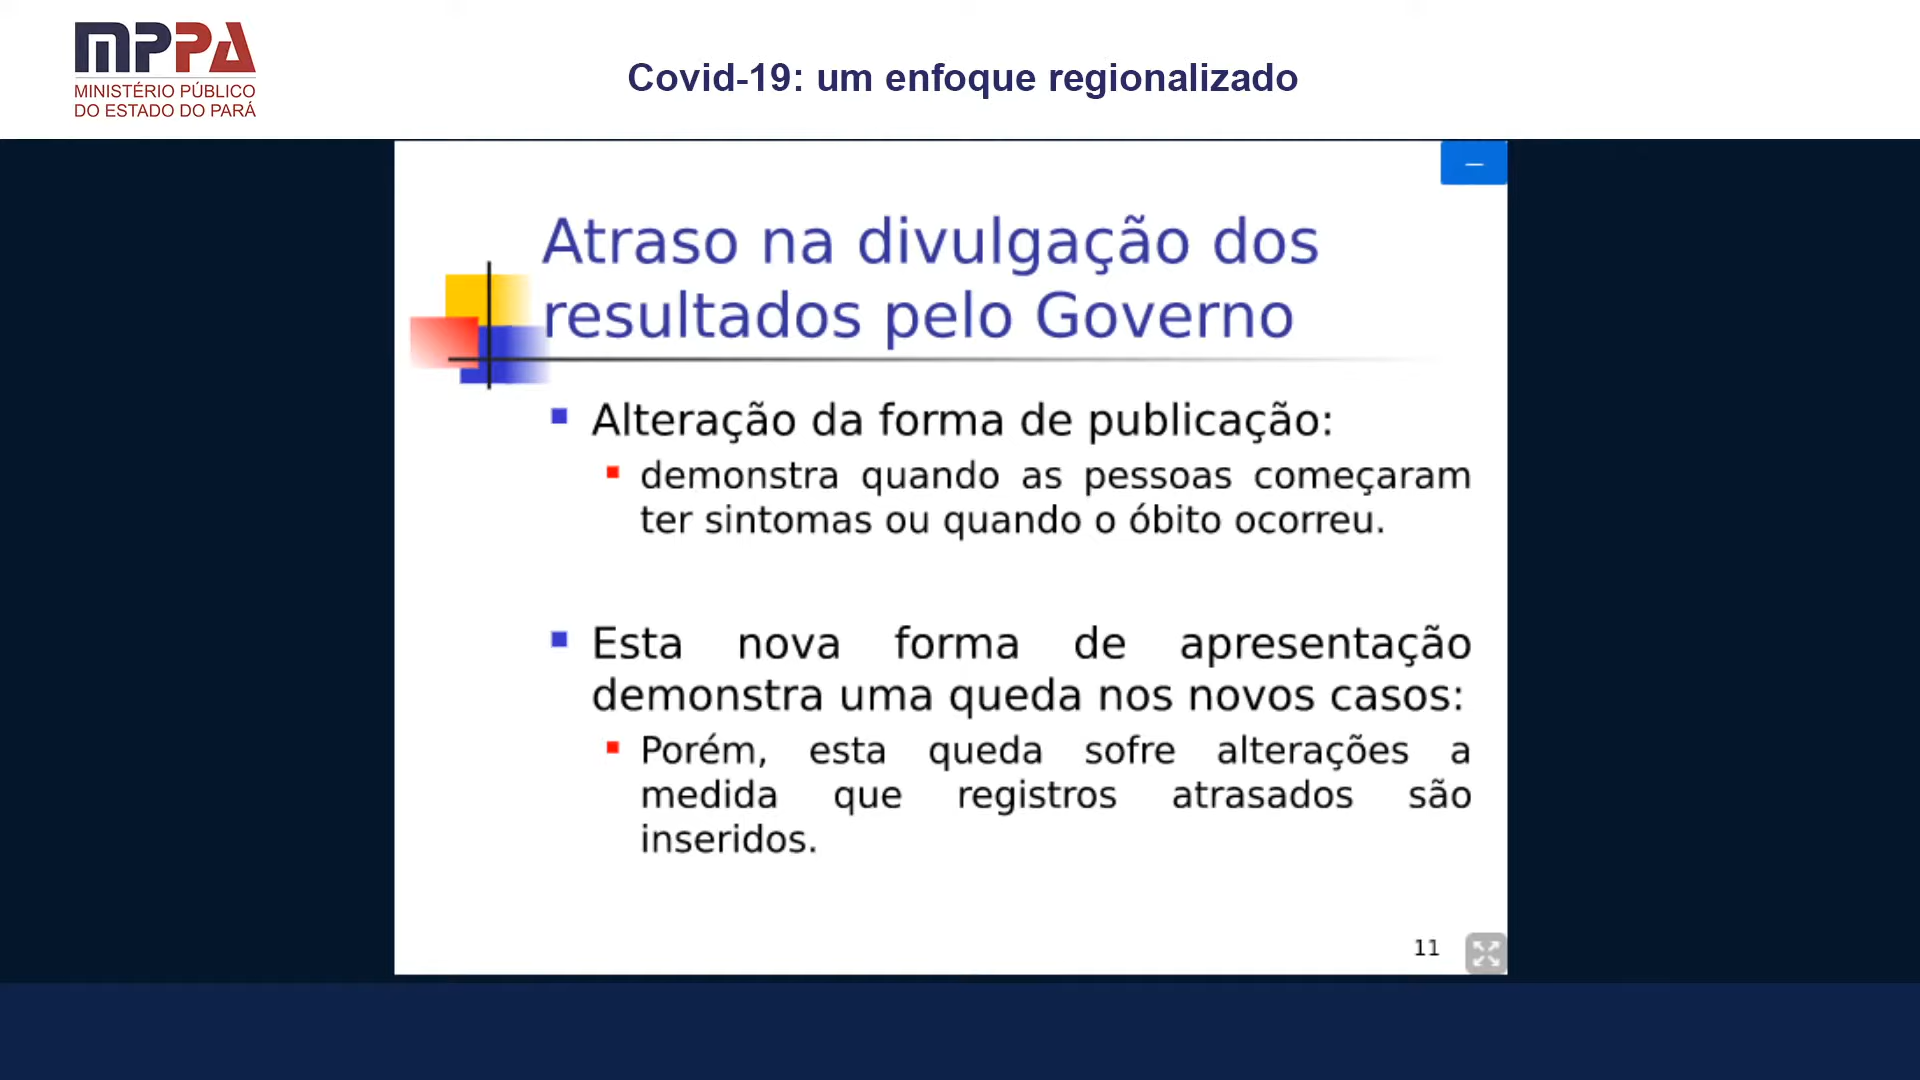 MPPA
MINISTÉRIO PÚBLICO
DO ESTADO DO PARÁ
Covid-19: um enfoque regionalizado
Atraso na divulgação dos
resultados pelo Governo
Alteração da forma de publicação:
demonstra quando as pessoas começaram
ter sintomas ou quando o óbito ocorreu.
Esta nova forma de apresentação
demonstra uma queda nos novos casos:
Porém, esta queda sofre alterações a
medida que registros atrasados são
inseridos.
11